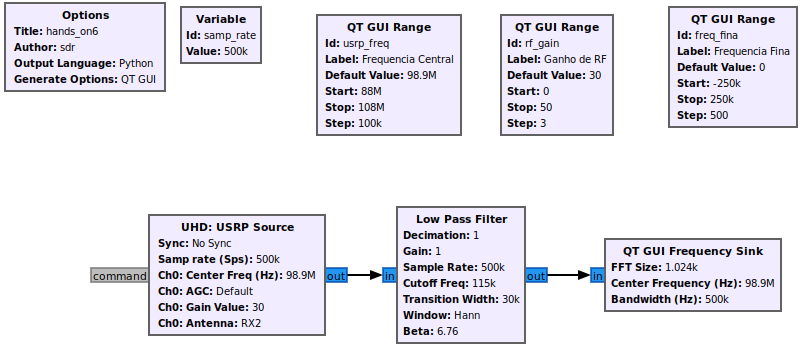 Options
Title: hands_on6
Author: sdr
Output Language: Python
Generate Options: QT GUI
Variable
Id: samp_rate
Value: 500k
QT GUI Range
Id: usrp_freq
Label: Frequencia Central
Default Value: 98.9M
Start: 88M
Stop: 108M
Step: 100k
QT GUI Range
Id: rf_gain
Label: Ganho de RF
Default Value: 30
Start: 0
Stop: 50
Step: 3
QT GUI Range
Id: freq_fina
Label: Frequencia Fina
Default Value: 0
Start: -250k
Stop: 250k
Step: 500
command
UHD: USRP Source
Sync: No Sync
Samp rate (Sps): 500k
Ch0: Center Freq (Hz): 98.9M
Ch0: AGC: Default
Ch0: Gain Value: 30
Ch0: Antenna: RX2
out
in
Low Pass Filter
Decimation: 1
Gain: 1
Sample Rate: 500k
Cutoff Freq: 115k
Transition Width: 30k
Window: Hann
Beta: 6.76
out
in
QT GUI Frequency Sink
FFT Size: 1.024k
Center Frequency (Hz): 98.9M
Bandwidth (Hz): 500k